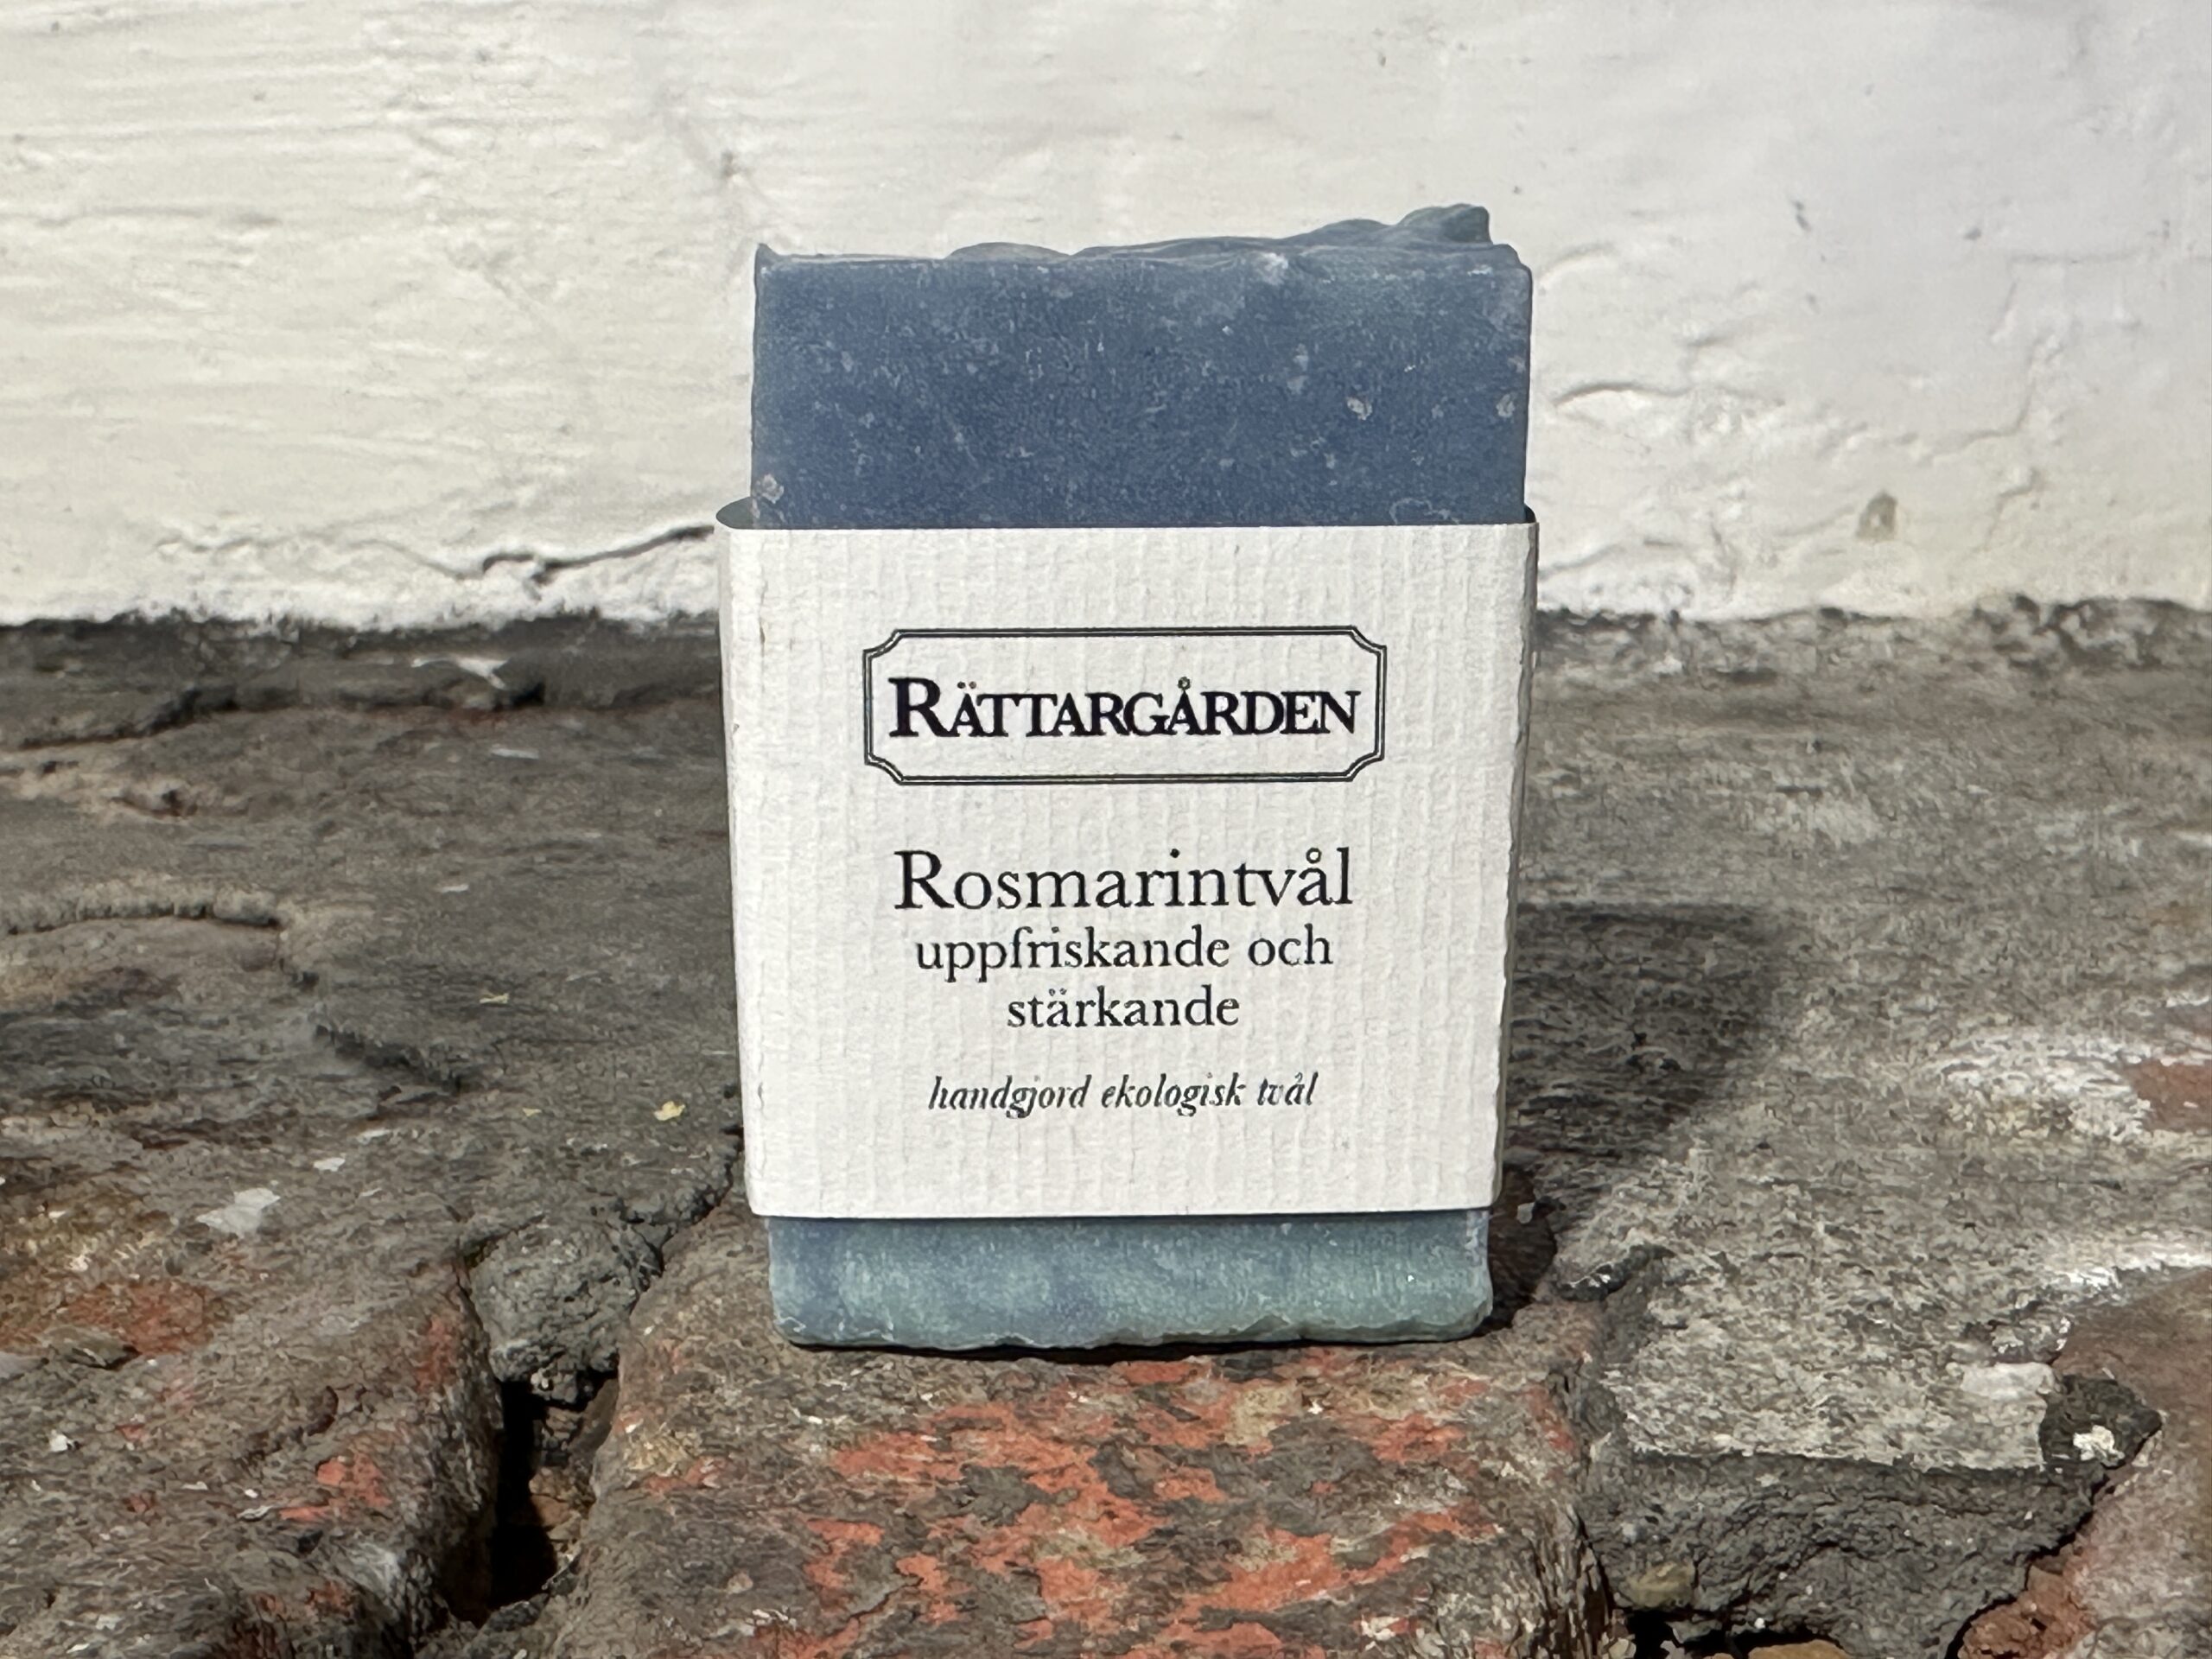 RÄTTARGÅRDEN
Rosmarintvål
uppfriskande och
stärkande
handgjord ekologisk tvål